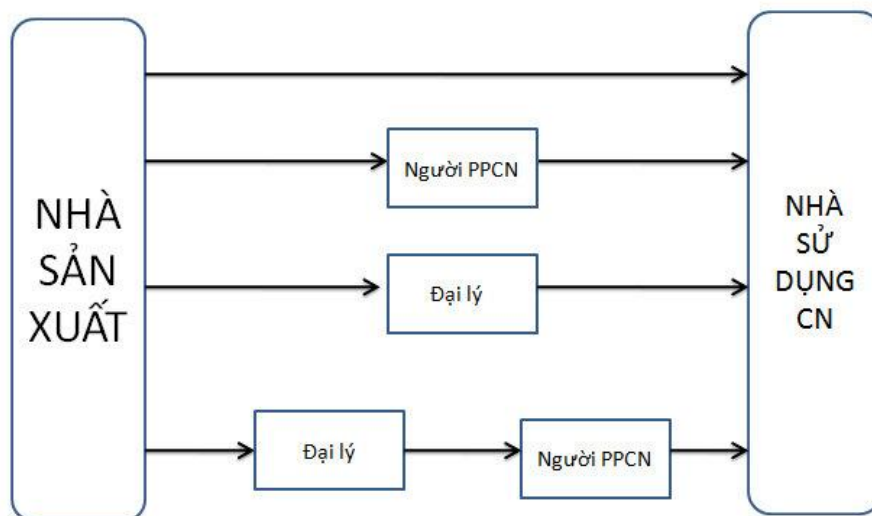 NHÀ
SẢN
XUẤT
Người PPCN
Đại lý
Đại lý
Người PPCN
NHÀ
SỬ
DỤNG
CN